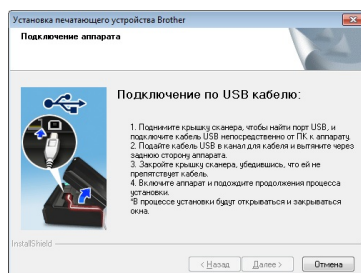 Установка печатающего устройства Brother
Подключение аппарата
Подключение по USB кабелю:
1. Поднимите крышку сканера, чтобы найти порт USB, и
подключите кабель USB непосредственно от ПК к аппарату.
2. Подайте кабель USB в канал для кабеля и вытяните через
заднюю сторону аппарата.
3. Закройте крышку сканера, убедившись, что ей не
препятствует кабель.
4. Включите аппарат и подождите продолжения процесса
установки.
*В процессе установки будут открываться и закрываться
окна.
InstallShield
< Назад Далее > Отмена